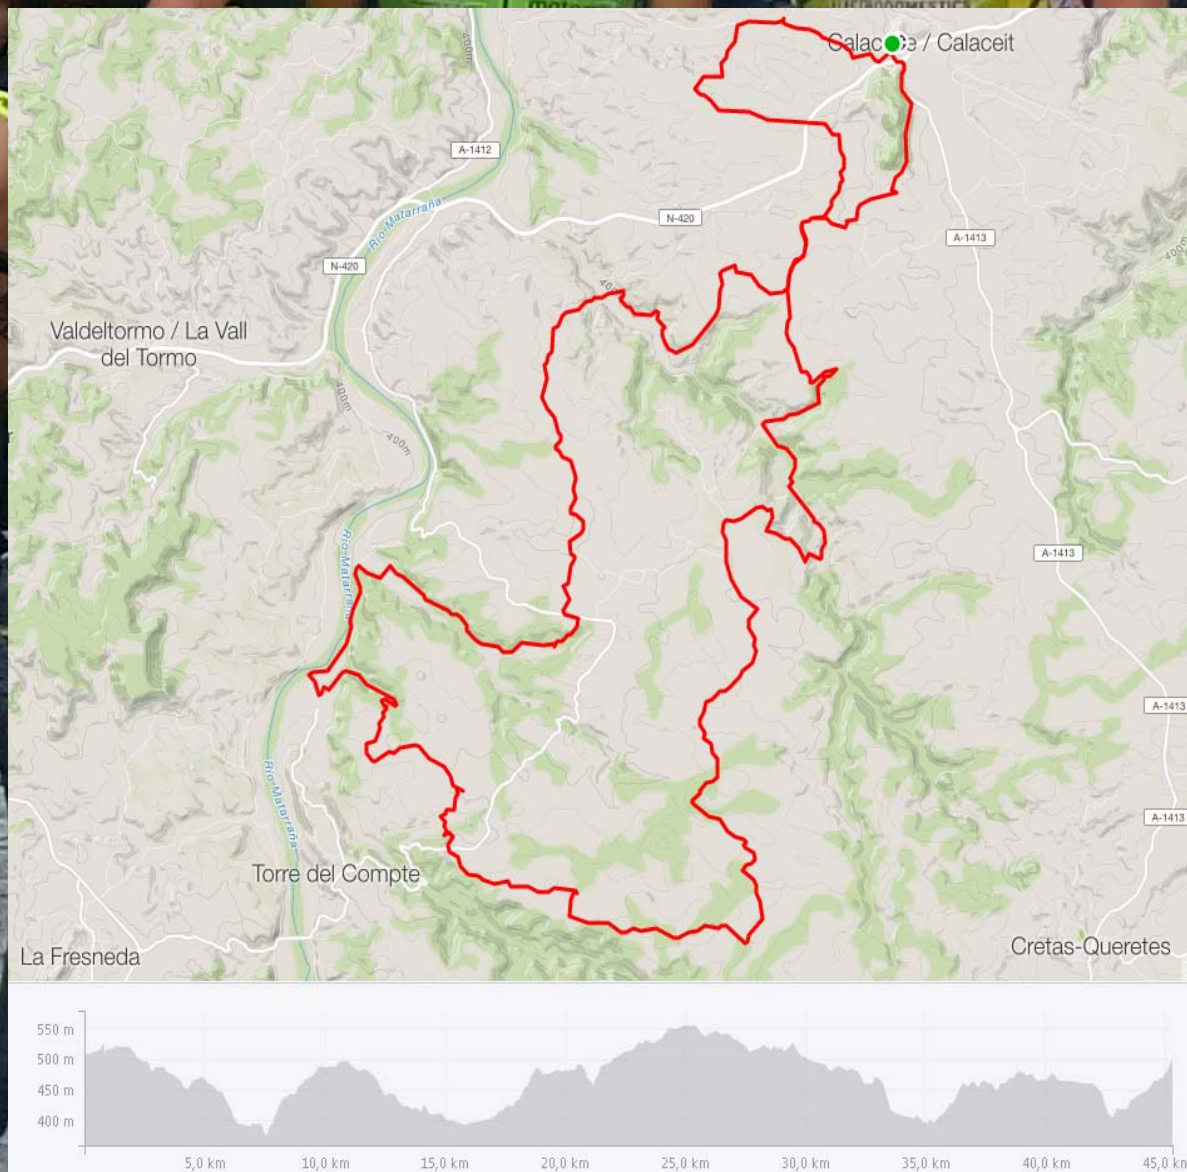 Calaceite / Calaceit
400m
A-1412
Río Matarraña
N-420
A-1413
N-420
400m
Valdeltormo / La Vall
del Tormo
400m
400m
A-1413
Río Matarraña
A-1413
Río Matarraña
A-1413
Torre del Compte
Cretas-Queretes
La Fresneda
550 m
500 m
450 m
400 m
5,0 km
10,0 km
15,0 km
20,0 km
25,0 km
30,0 km
35,0 km
40,0 km
45,0 km